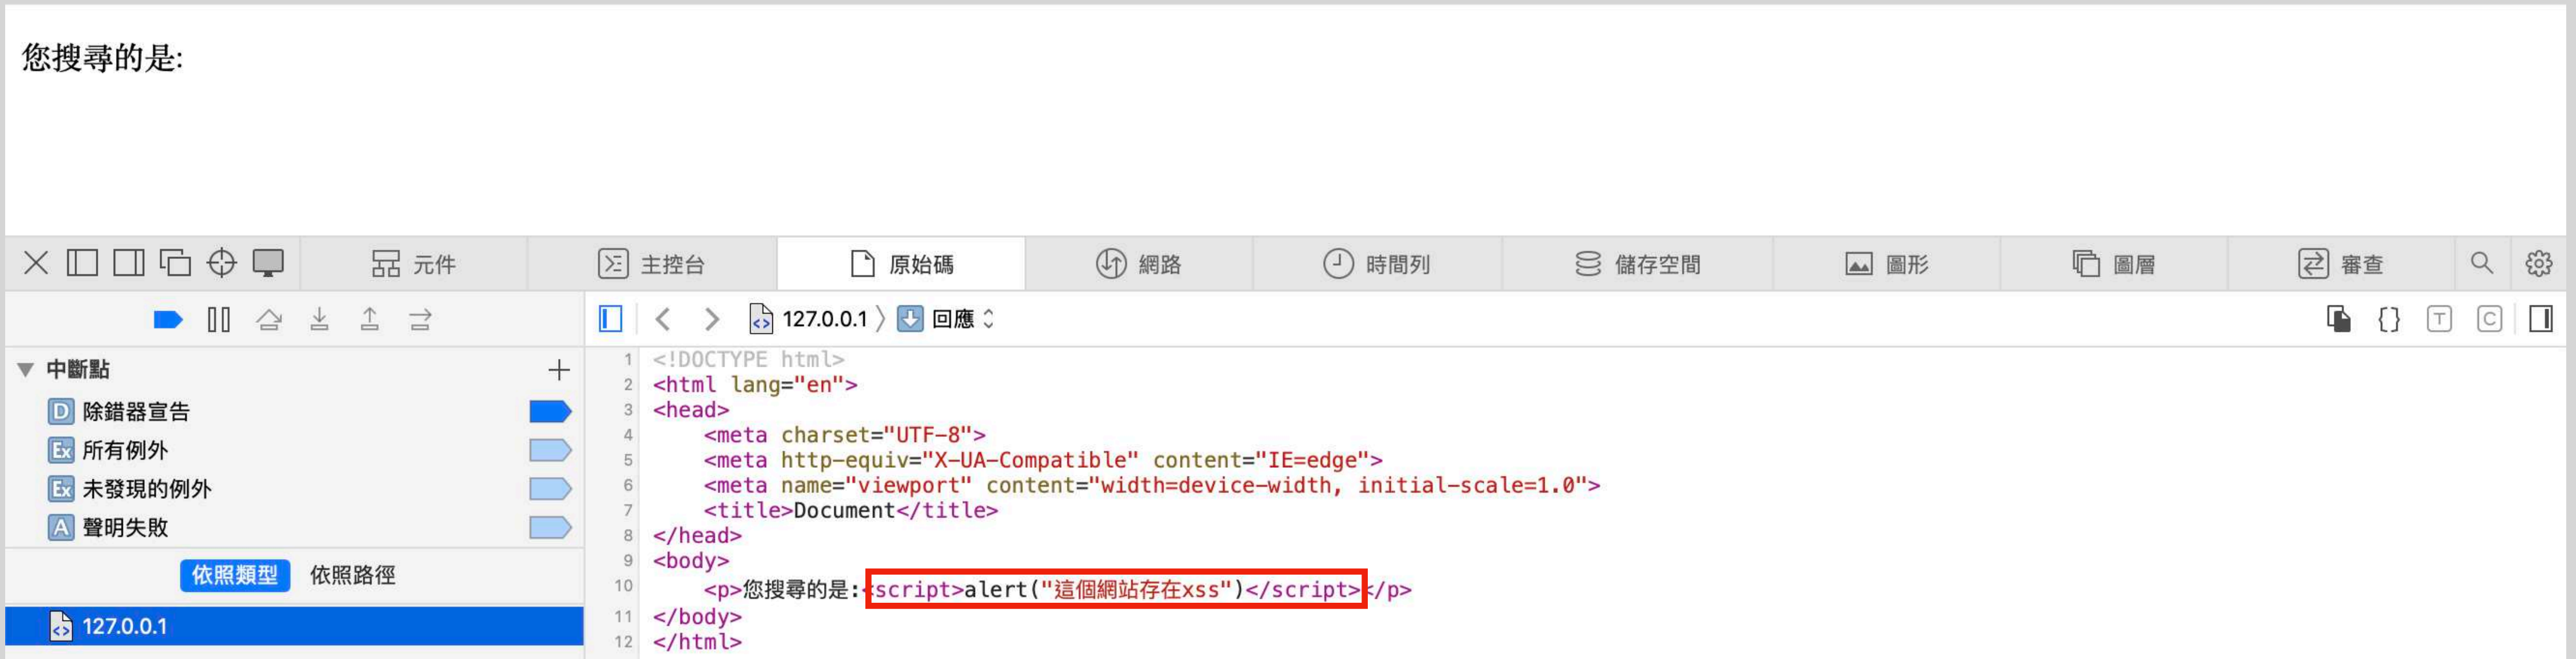 您搜尋的是:
元件 主控台 原始碼 網路 時間列 儲存空間 圖形 圖層 審查
127.0.0.1 〉 回應
T C
中斷點
D 除錯器宣告
Ex 所有例外
Ex 未發現的例外
A 聲明失敗
依照類型 依照路徑
127.0.0.1
1 <!DOCTYPE html>
2 <html lang="en">
3 <head>
4 <meta charset="UTF-8">
5 <meta http-equiv="X-UA-Compatible" content="IE=edge">
6 <meta name="viewport" content="width=device-width, initial-scale=1.0">
7 <title>Document</title>
8 </head>
9 <body>
10 <p>您搜尋的是:<script>alert("這個網站存在xss")</script></p>
11 </body>
12 </html>